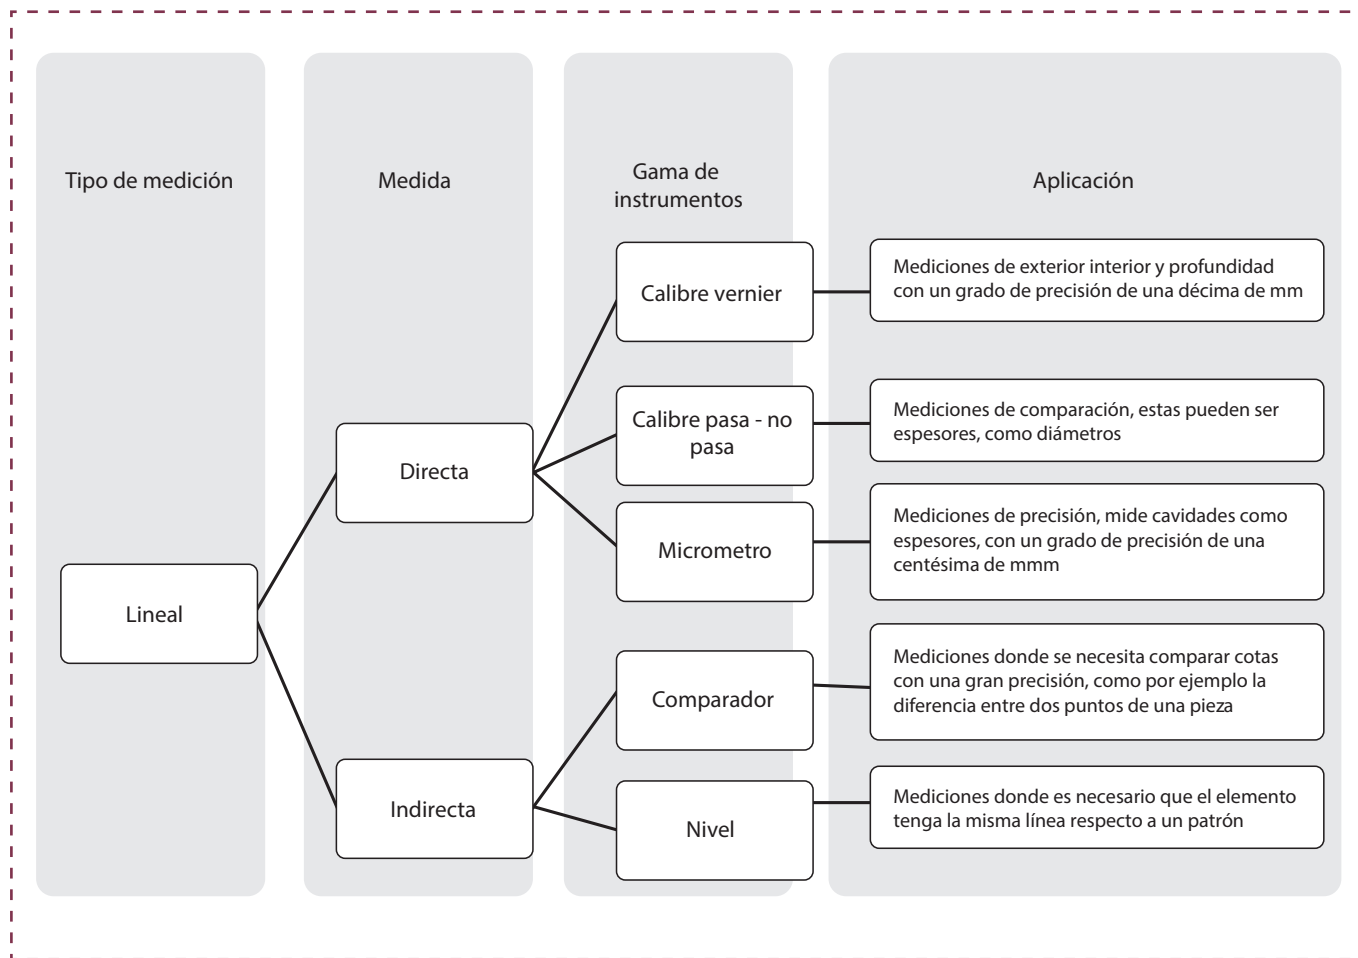 Tipo de medición
Medida
Gama de
instrumentos
Aplicación
Lineal
Directa
Calibre vernier
Mediciones de exterior interior y profundidad
con un grado de precisión de una décima de mm
Calibre pasa - no
pasa
Mediciones de comparación, estas pueden ser
espesores, como diámetros
Micrometro
Mediciones de precisión, mide cavidades como
espesores, con un grado de precisión de una
centésima de mmm
Indirecta
Comparador
Mediciones donde se necesita comparar cotas
con una gran precisión, como por ejemplo la
diferencia entre dos puntos de una pieza
Nivel
Mediciones donde es necesario que el elemento
tenga la misma línea respecto a un patrón